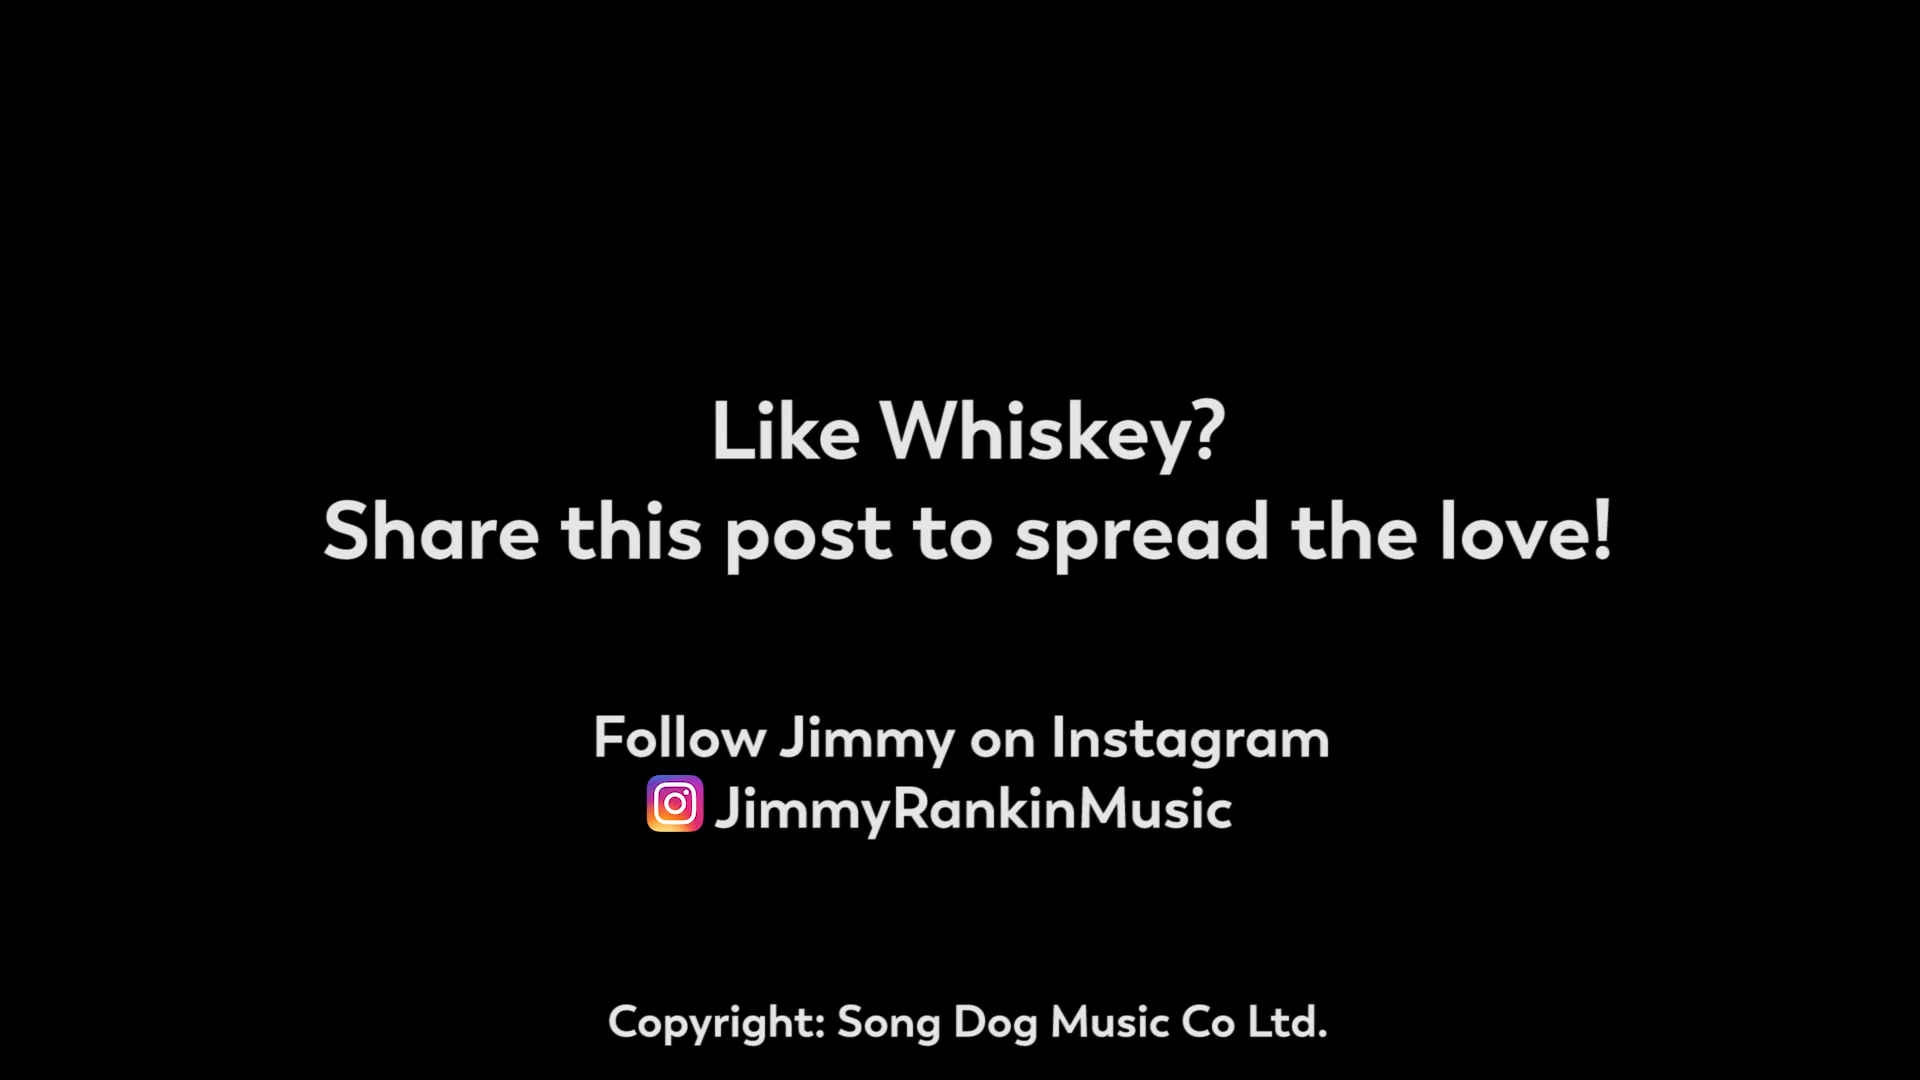 Like Whiskey?
Share this post to spread the love!
Follow Jimmy on Instagram
JimmyRankinMusic
Copyright: Song Dog Music Co Ltd.